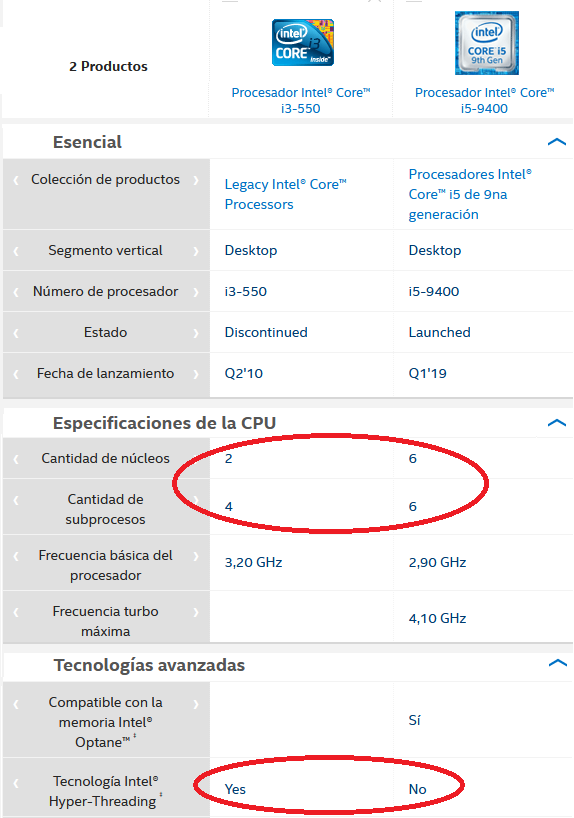 intel
CORE i3
inside™
intel
CORE i5
9th Gen
2 Productos
Procesador Intel® Core™
i3-550
Procesador Intel® Core™
i5-9400
Esencial
Colección de productos
Legacy Intel® Core™
Processors
Procesadores Intel®
Core™ i5 de 9na
generación
Segmento vertical
Desktop
Desktop
Número de procesador
i3-550
i5-9400
Estado
Discontinued
Launched
Fecha de lanzamiento
Q2'10
Q1'19
Especificaciones de la CPU
Cantidad de núcleos
2
6
Cantidad de
subprocesos
4
6
Frecuencia básica del
procesador
3,20 GHz
2,90 GHz
Frecuencia turbo
máxima
4,10 GHz
Tecnologías avanzadas
Compatible con la
memoria Intel®
Optane™ ‡
Sí
Tecnología Intel®
Hyper-Threading ‡
Yes
No